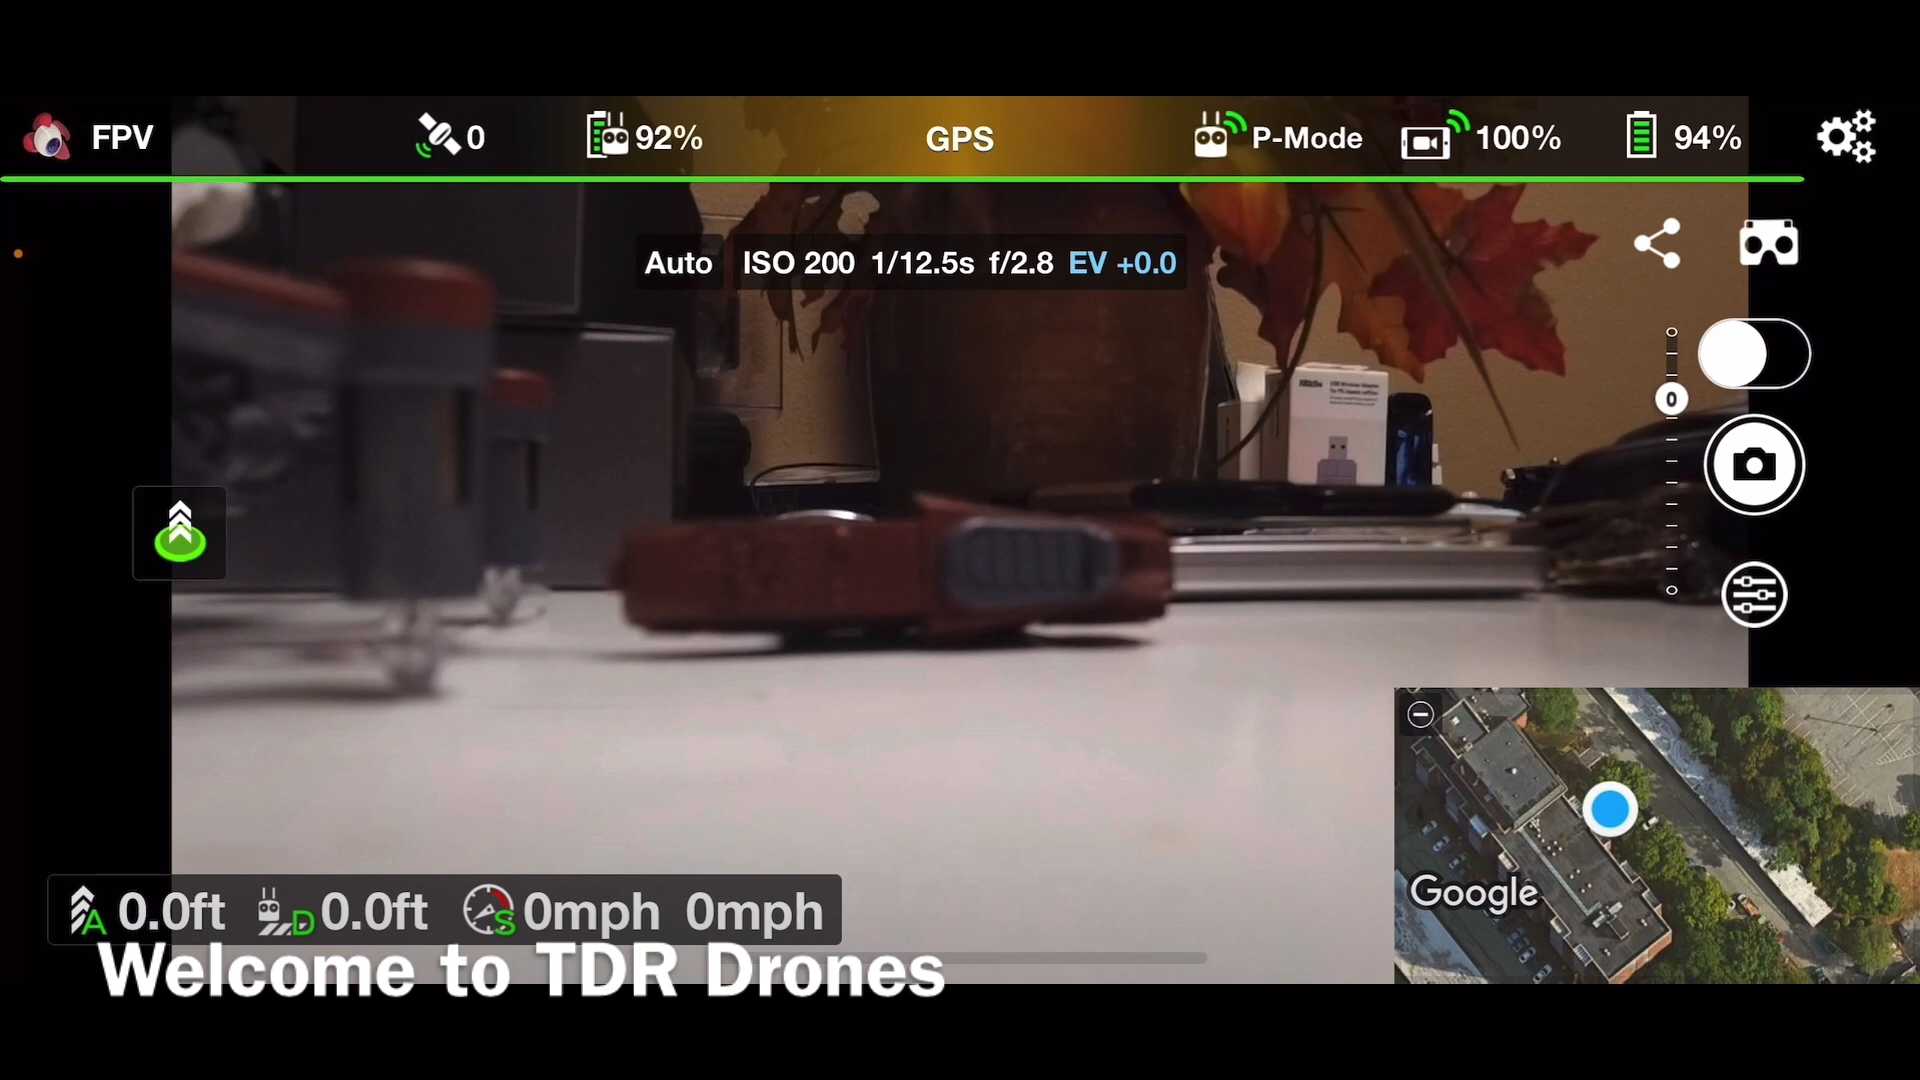 FPV 0 92% GPS P-Mode 100% 94%
Auto ISO 200 1/12.5s f/2.8 EV +0.0
0
A 0.0ft D 0.0ft S 0mph 0mph
Google
Welcome to TDR Drones